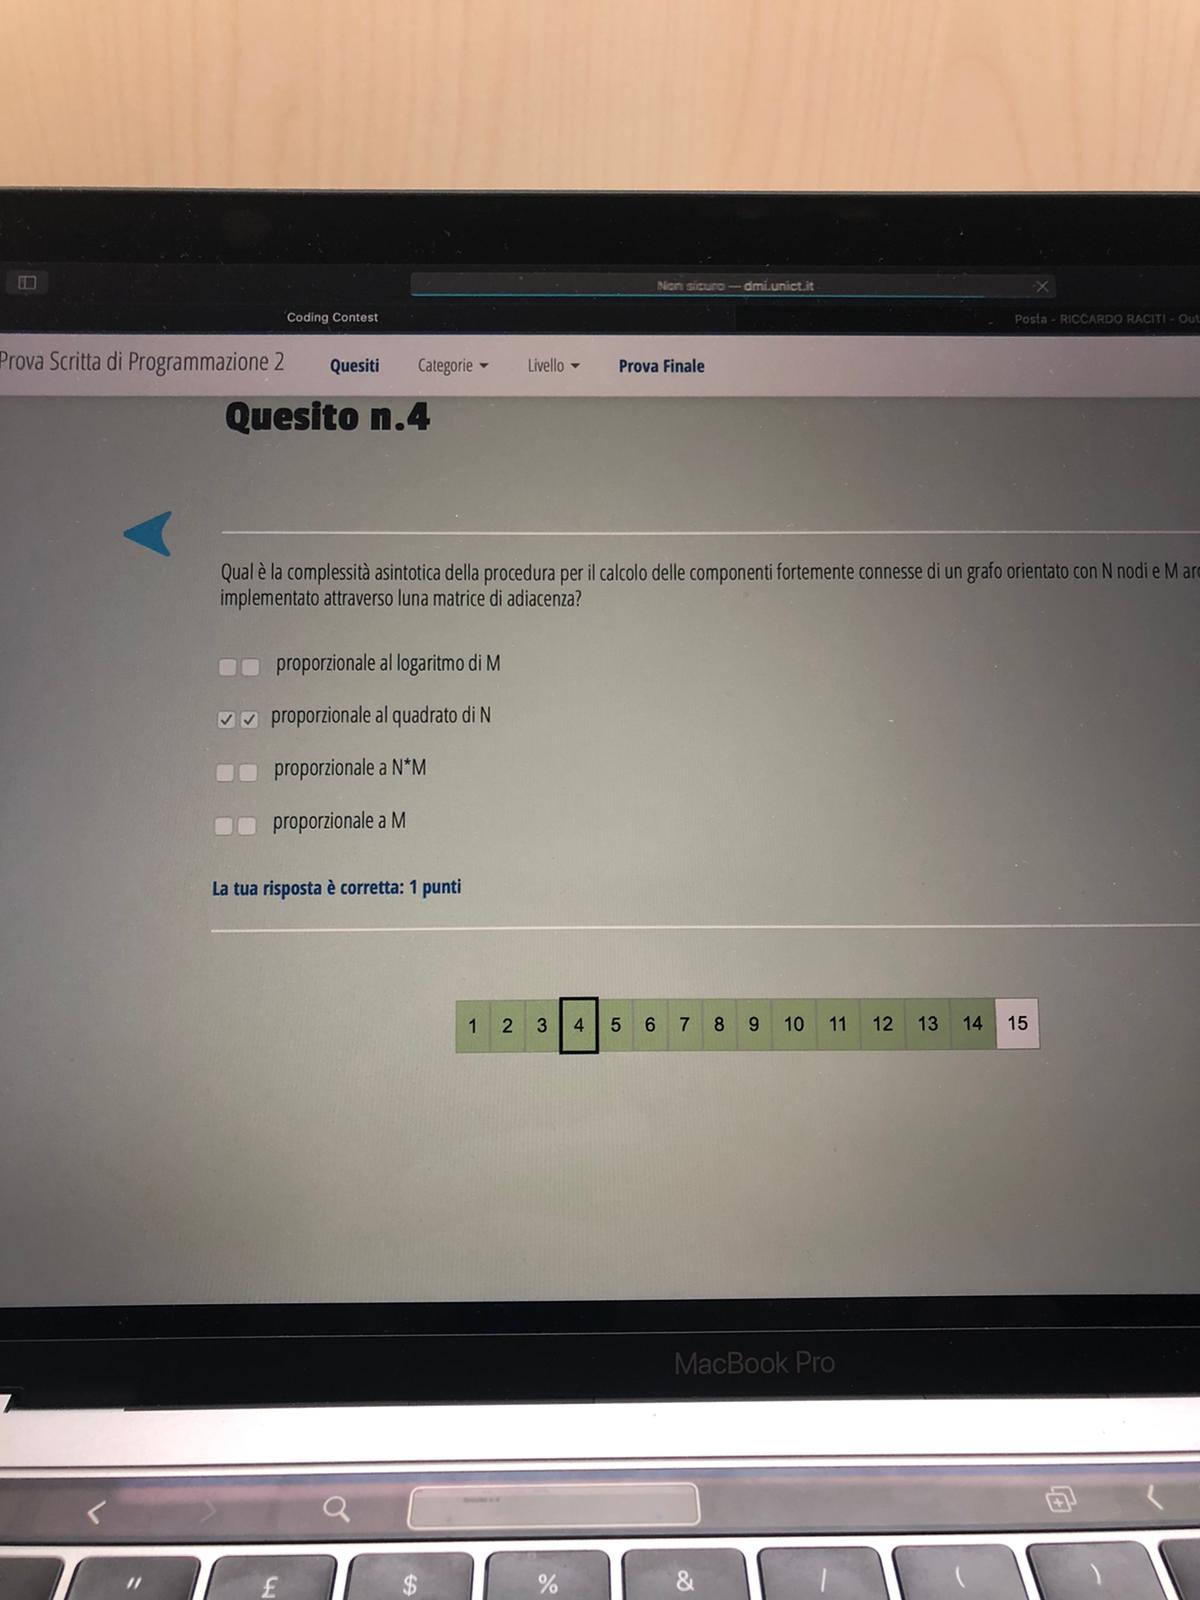 Non sicuro — dmi.unict.it
Coding Contest
Posta - RICCARDO RACITI - Out
Prova Scritta di Programmazione 2 Quesiti Categorie Livello Prova Finale
Quesito n.4
Qual è la complessità asintotica della procedura per il calcolo delle componenti fortemente connesse di un grafo orientato con N nodi e M arc
implementato attraverso luna matrice di adiacenza?
proporzionale al logaritmo di M
proporzionale al quadrato di N
proporzionale a N*M
proporzionale a M
La tua risposta è corretta: 1 punti
1 2 3 4 5 6 7 8 9 10 11 12 13 14 15
MacBook Pro
" £ $ % & / ( )